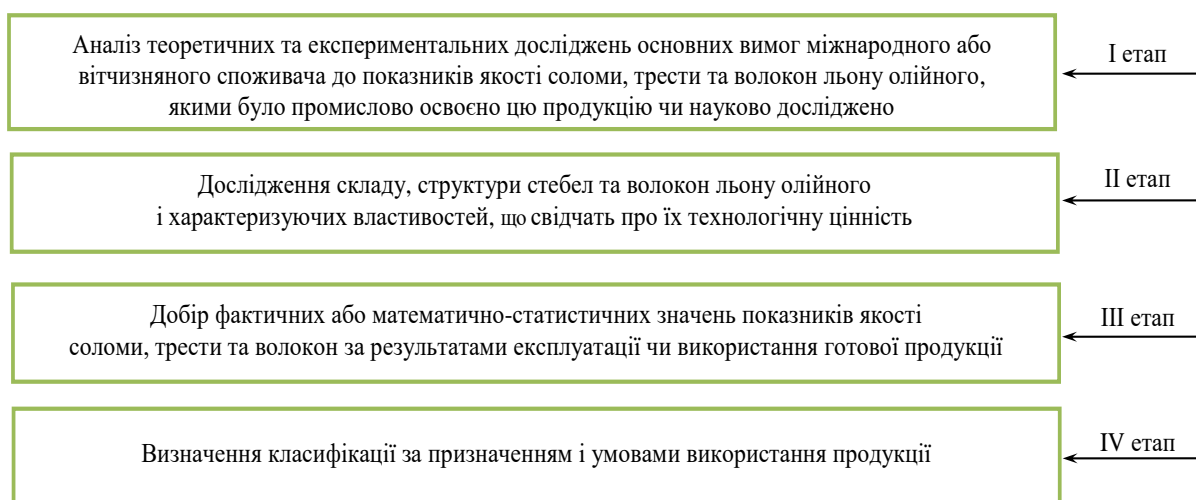 Аналіз теоретичних та експериментальних досліджень основних вимог міжнародного або
вітчизняного споживача до показників якості соломи, трести та волокон льону олійного,
якими було промислово освоєно цю продукцію чи науково досліджено
І етап
Дослідження складу, структури стебел та волокон льону олійного
і характеризуючих властивостей, що свідчать про їх технологічну цінність
ІІ етап
Добір фактичних або математично-статистичних значень показників якості
соломи, трести та волокон за результатами експлуатації чи використання готової продукції
ІІІ етап
Визначення класифікації за призначенням і умовами використання продукції
IV етап